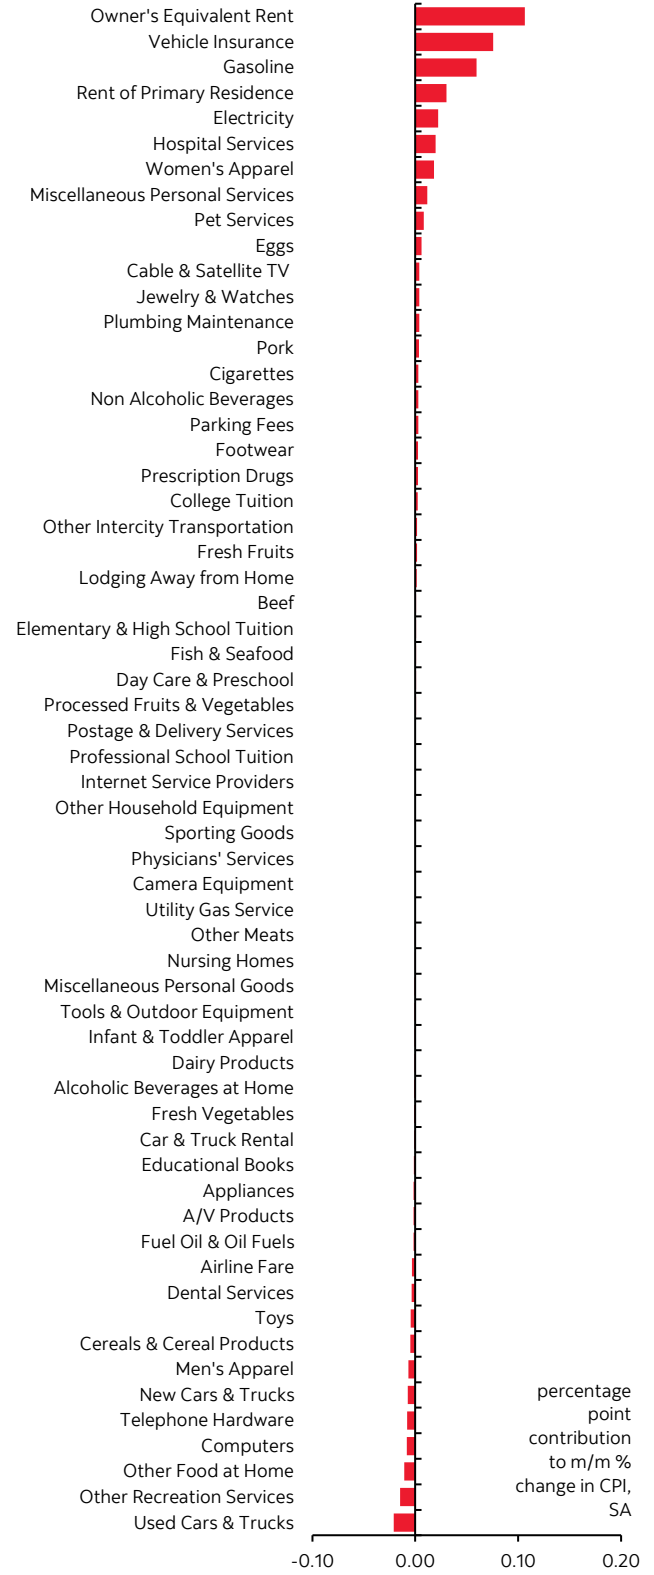 Owner's Equivalent Rent
Vehicle Insurance
Gasoline
Rent of Primary Residence
Electricity
Hospital Services
Women's Apparel
Miscellaneous Personal Services
Pet Services
Eggs
Cable & Satellite TV
Jewelry & Watches
Plumbing Maintenance
Pork
Cigarettes
Non Alcoholic Beverages
Parking Fees
Footwear
Prescription Drugs
College Tuition
Other Intercity Transportation
Fresh Fruits
Lodging Away from Home
Beef
Elementary & High School Tuition
Fish & Seafood
Day Care & Preschool
Processed Fruits & Vegetables
Postage & Delivery Services
Professional School Tuition
Internet Service Providers
Other Household Equipment
Sporting Goods
Physicians' Services
Camera Equipment
Utility Gas Service
Other Meats
Nursing Homes
Miscellaneous Personal Goods
Tools & Outdoor Equipment
Infant & Toddler Apparel
Dairy Products
Alcoholic Beverages at Home
Fresh Vegetables
Car & Truck Rental
Educational Books
Appliances
A/V Products
Fuel Oil & Oil Fuels
Airline Fare
Dental Services
Toys
Cereals & Cereal Products
Men's Apparel
New Cars & Trucks
Telephone Hardware
Computers
Other Food at Home
Other Recreation Services
Used Cars & Trucks
percentage
point
contribution
to m/m %
change in CPI,
SA
-0.10 0.00 0.10 0.20